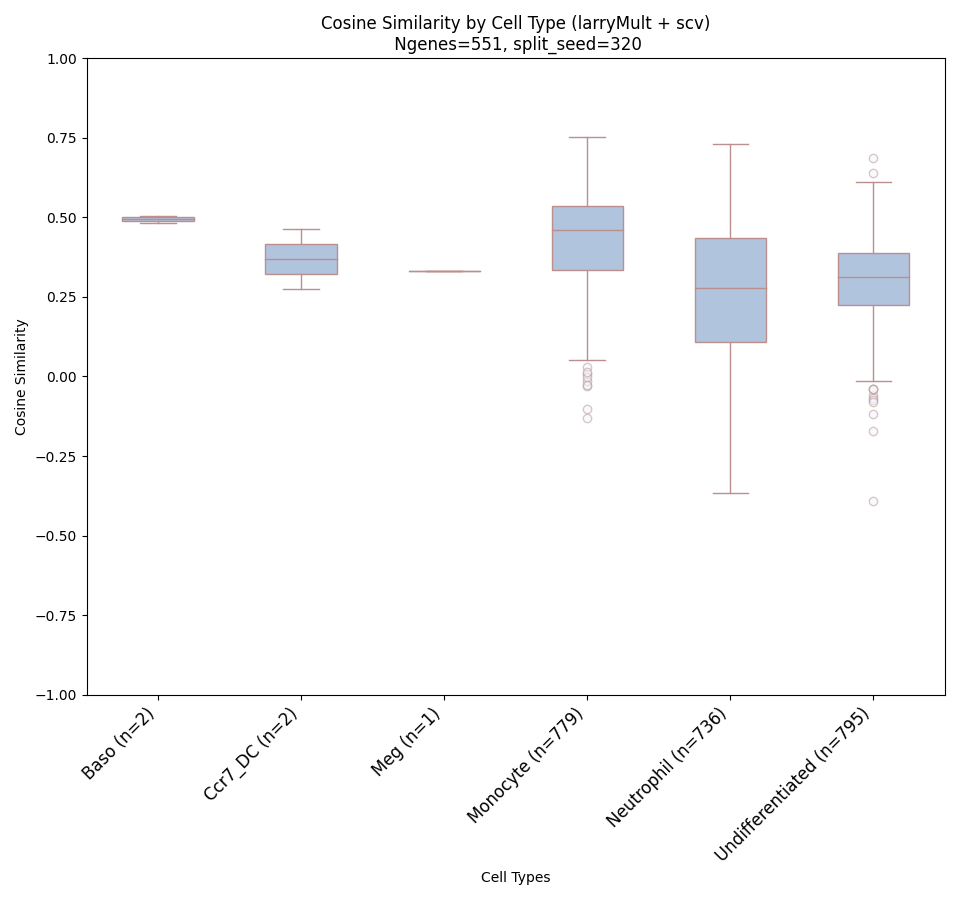 Cosine Similarity by Cell Type (larryMult + scv)
Ngenes=551, split_seed=320
1.00
0.75
0.50
0.25
0.00
−0.25
−0.50
−0.75
−1.00
Cosine Similarity
Baso (n=2)
Ccr7_DC (n=2)
Meg (n=1)
Monocyte (n=779)
Neutrophil (n=736)
Undifferentiated (n=795)
Cell Types